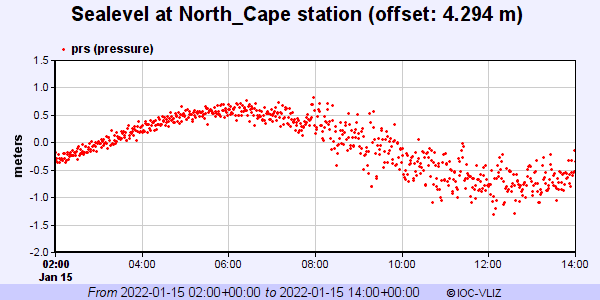 Sealevel at North_Cape station (offset: 4.294 m)
prs (pressure)
meters
1.5
1.0
0.5
0.0
-0.5
-1.0
-1.5
-2.0
02:00 04:00 06:00 08:00 10:00 12:00 14:00
Jan 15
From 2022-01-15 02:00+00:00 to 2022-01-15 14:00+00:00 © IOC-VLIZ